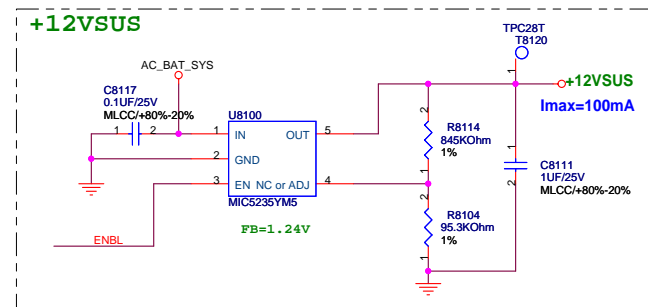 +12VSUS
TPC28T
T8120
AC_BAT_SYS
1
+12VSUS
C8117
0.1UF/25V
MLCC/+80%-20%
Imax=100mA
U8100
2
1 2
1 IN OUT 5
R8114
845KOhm
1%
1
2 GND
C8111
1UF/25V
MLCC/+80%-20%
1
2
3 EN NC or ADJ 4
MIC5235YM5
2
R8104
95.3KOhm
1%
FB=1.24V
ENBL
1